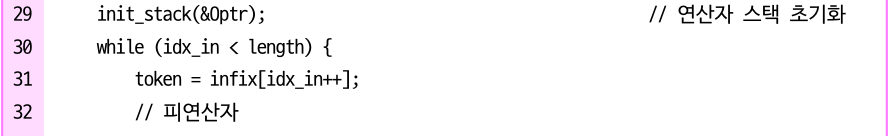 29 init_stack(&Optr); // 연산자 스택 초기화
30 while (idx_in < length) {
31 token = infix[idx_in++];
32 // 피연산자